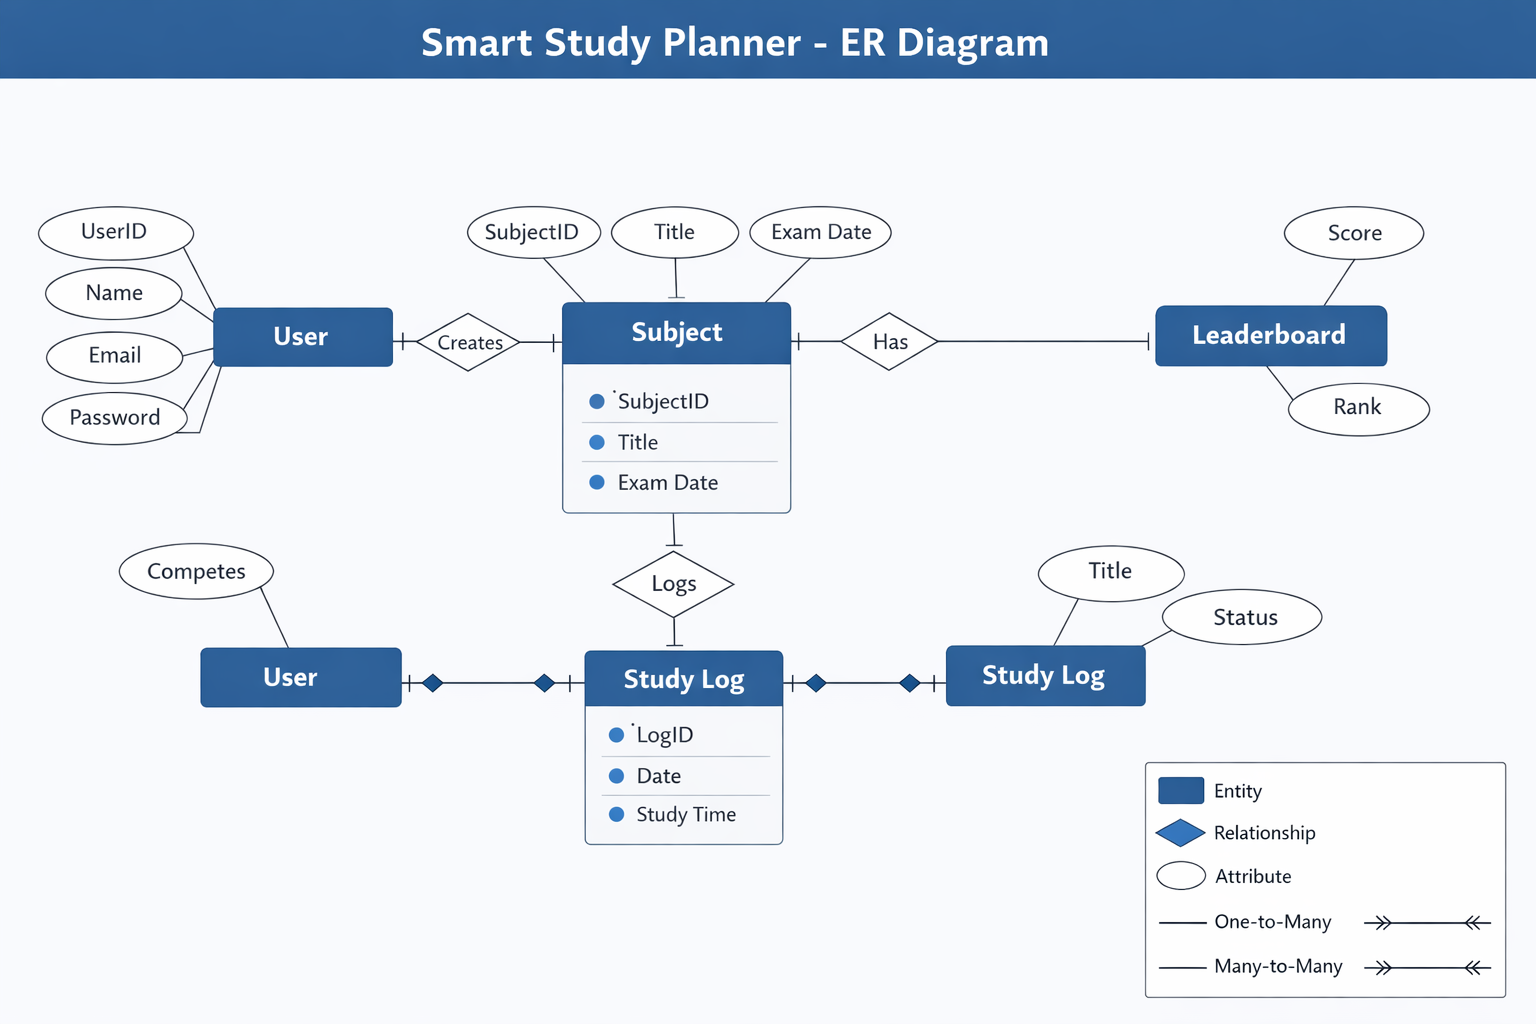 Smart Study Planner - ER Diagram
UserID
Name
Email
Password
User
Creates
SubjectID
Title
Exam Date
Subject
SubjectID
Title
Exam Date
Has
Score
Leaderboard
Rank
Logs
Competes
User
Study Log
LogID
Date
Study Time
Title
Status
Study Log
Entity
Relationship
Attribute
One-to-Many
Many-to-Many